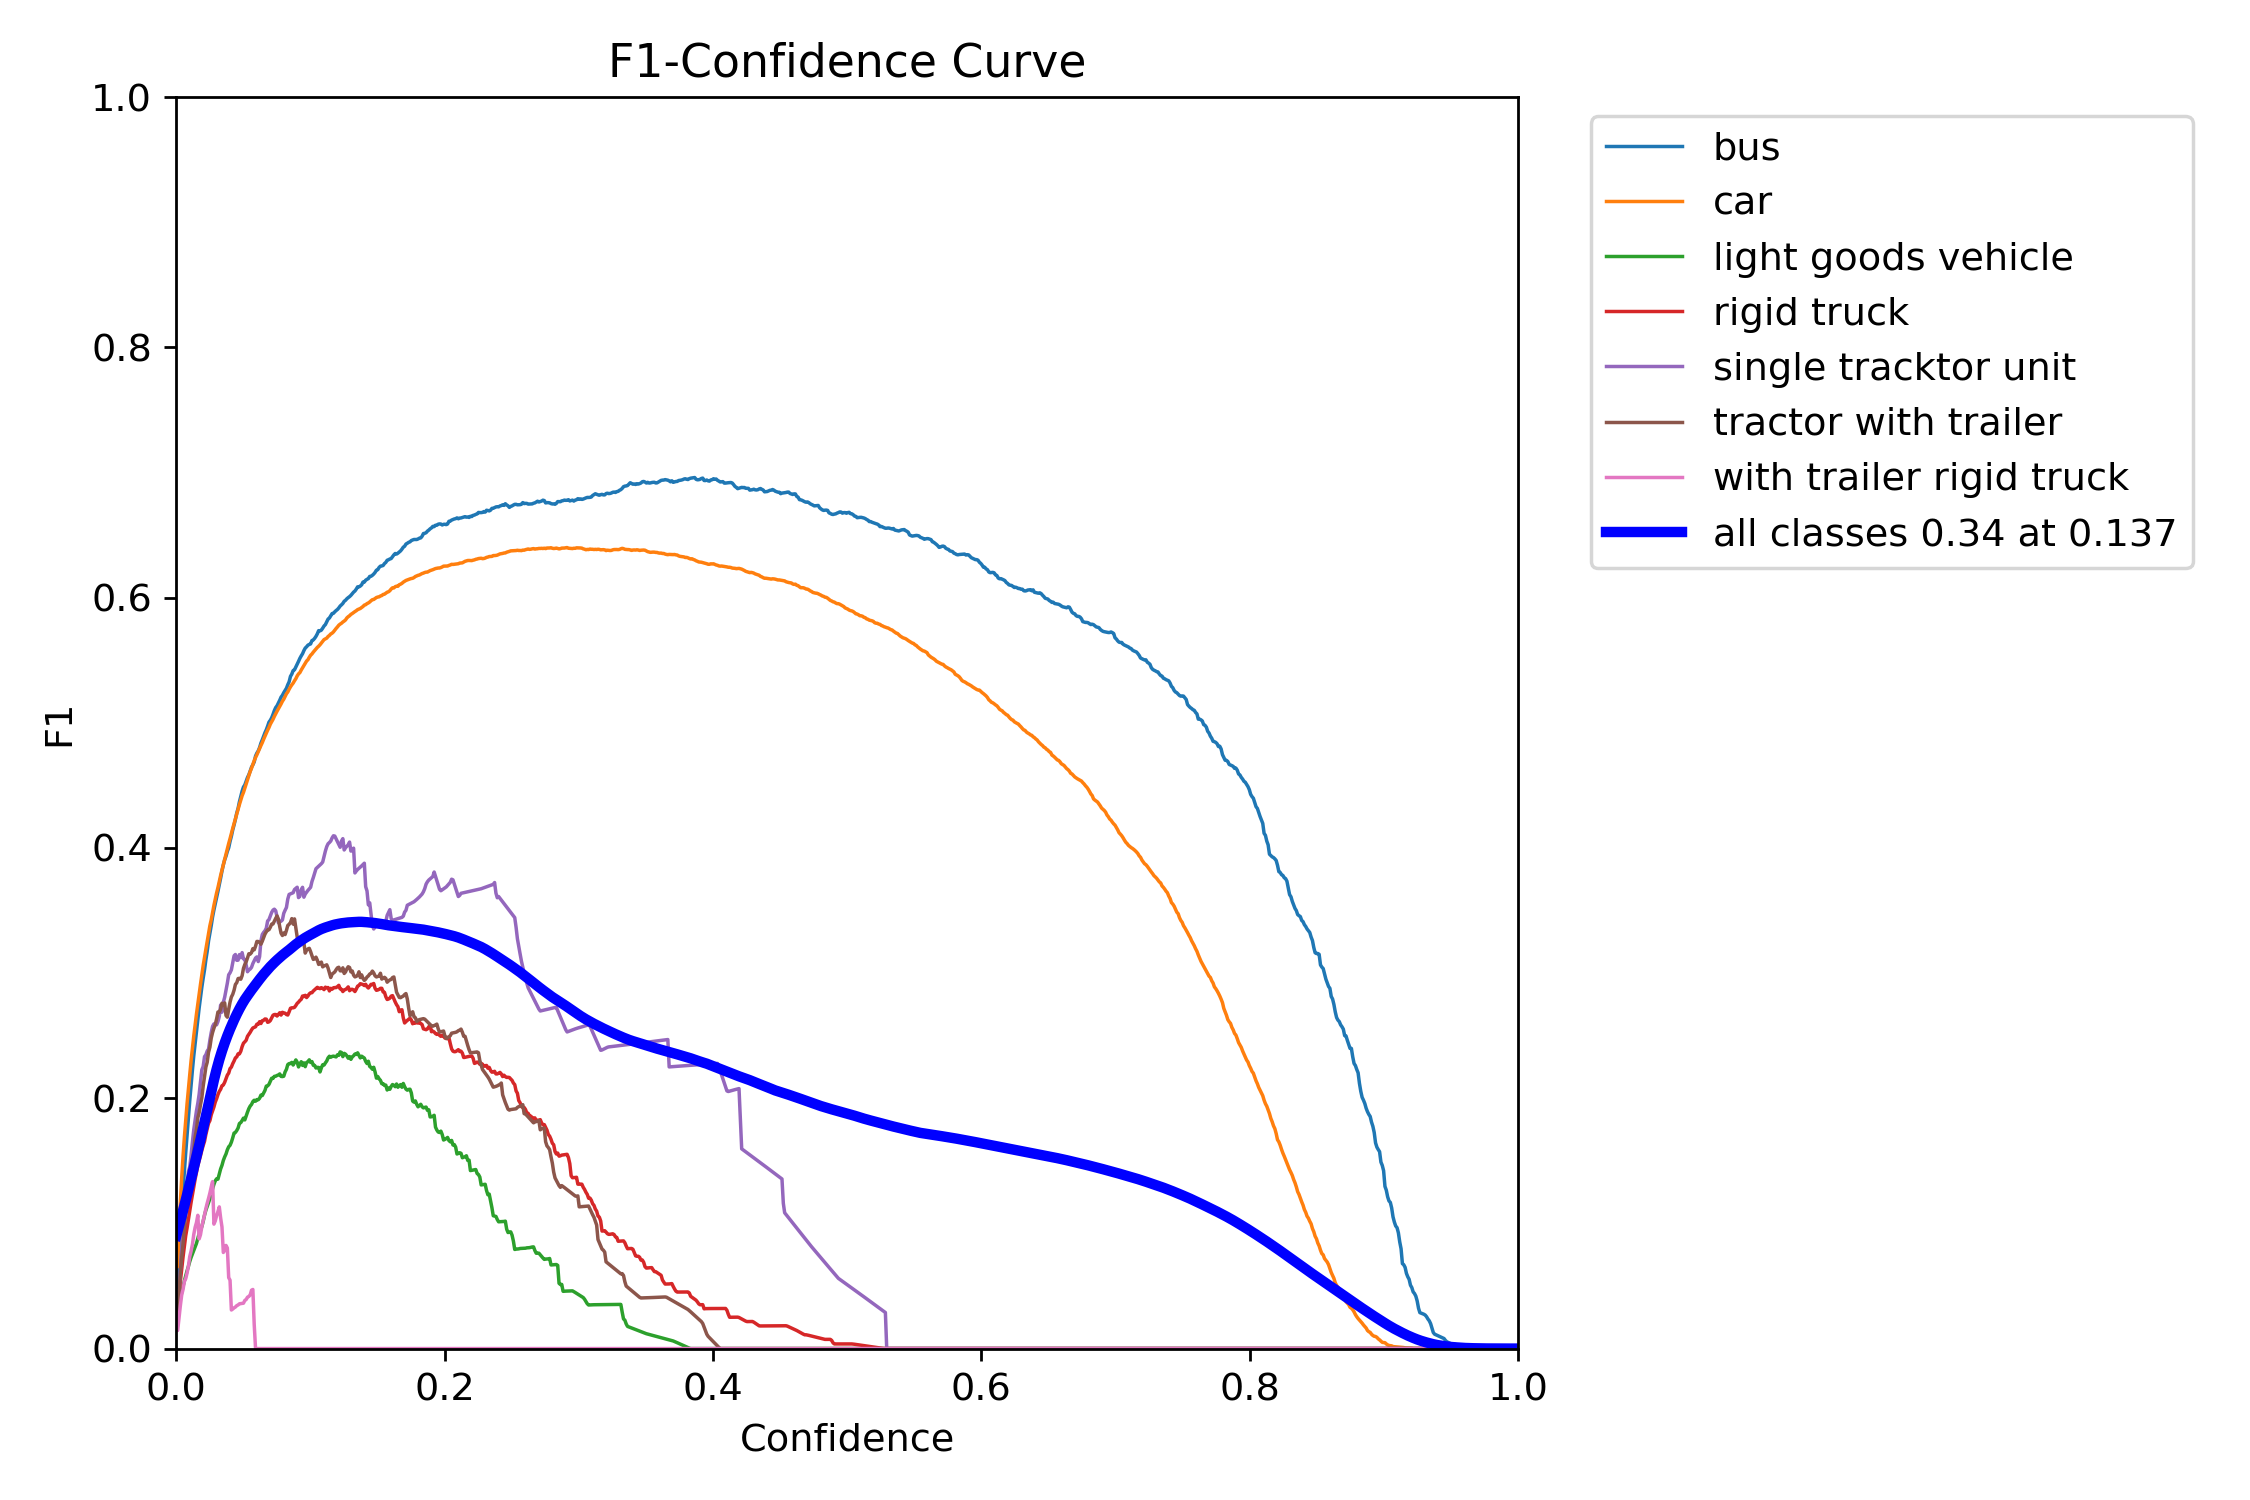 F1-Confidence Curve
1.0
0.8
0.6
0.4
0.2
0.0
F1
0.0 0.2 0.4 0.6 0.8 1.0
Confidence
bus
car
light goods vehicle
rigid truck
single tracktor unit
tractor with trailer
with trailer rigid truck
all classes 0.34 at 0.137